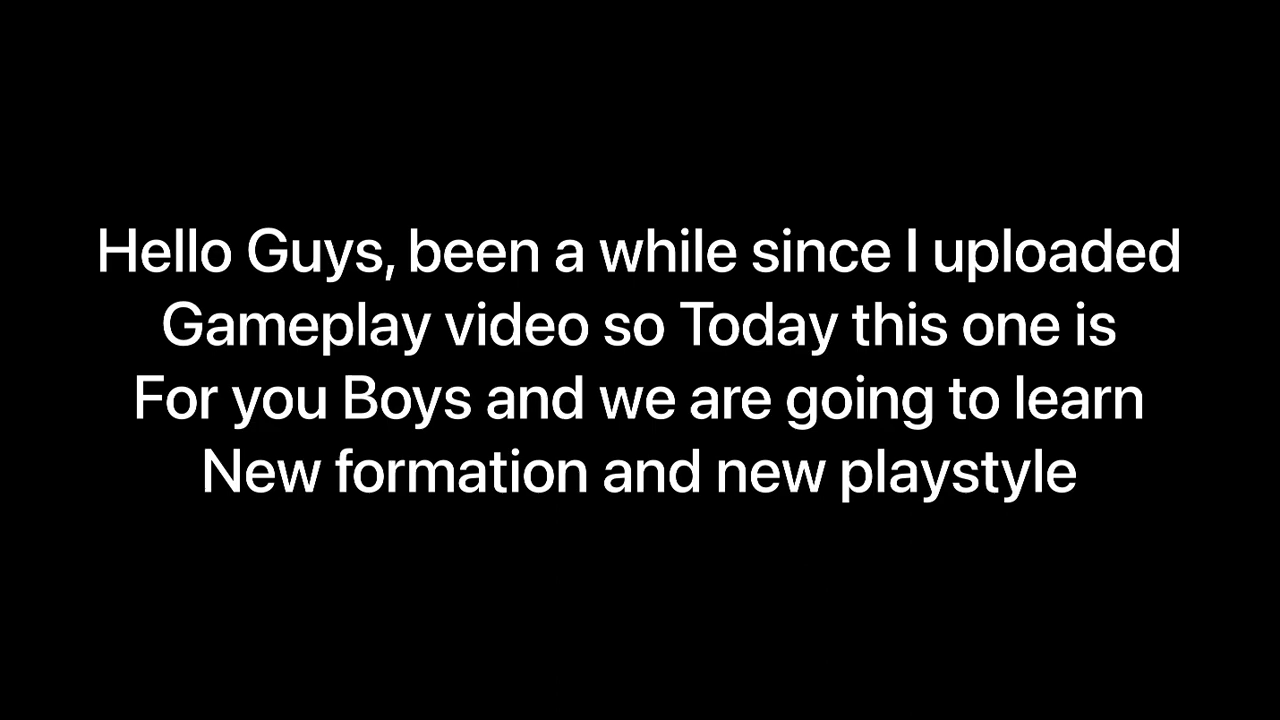 Hello Guys, been a while since I uploaded
Gameplay video so Today this one is
For you Boys and we are going to learn
New formation and new playstyle